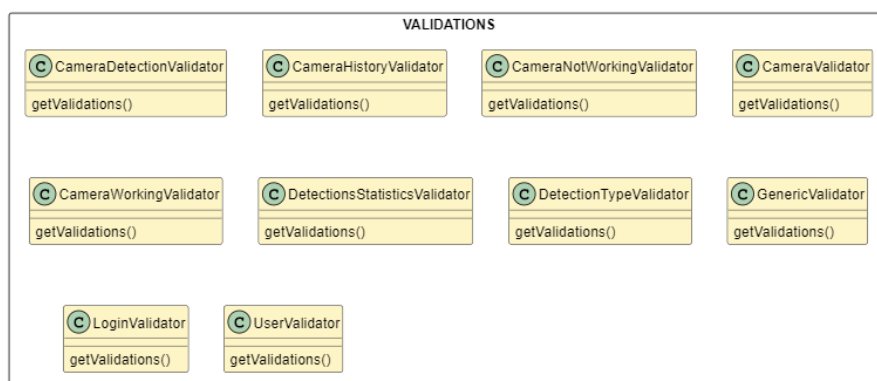 VALIDATIONS
C CameraDetectionValidator
getValidations()
C CameraHistoryValidator
getValidations()
C CameraNotWorkingValidator
getValidations()
C CameraValidator
getValidations()
C CameraWorkingValidator
getValidations()
C DetectionsStatisticsValidator
getValidations()
C DetectionTypeValidator
getValidations()
C GenericValidator
getValidations()
C LoginValidator
getValidations()
C UserValidator
getValidations()